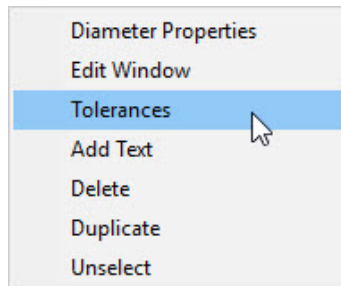 Diameter Properties
Edit Window
Tolerances
Add Text
Delete
Duplicate
Unselect